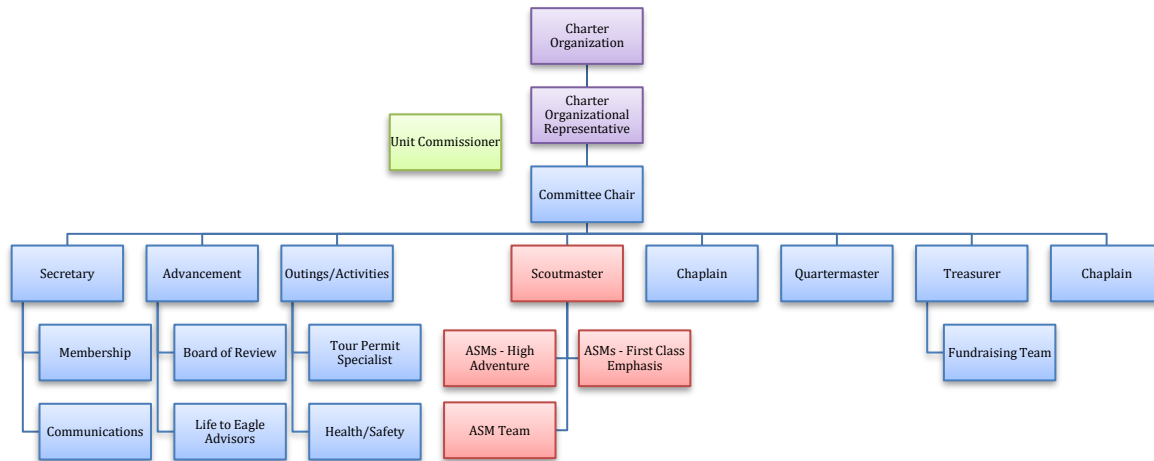 Charter
Organization
Charter
Organizational
Representative
Unit Commissioner
Committee Chair
Secretary
Advancement
Outings/Activities
Scoutmaster
Chaplain
Quartermaster
Treasurer
Chaplain
Membership
Board of Review
Tour Permit
Specialist
ASMs - High
Adventure
ASMs - First Class
Emphasis
Fundraising Team
Communications
Life to Eagle
Advisors
Health/Safety
ASM Team